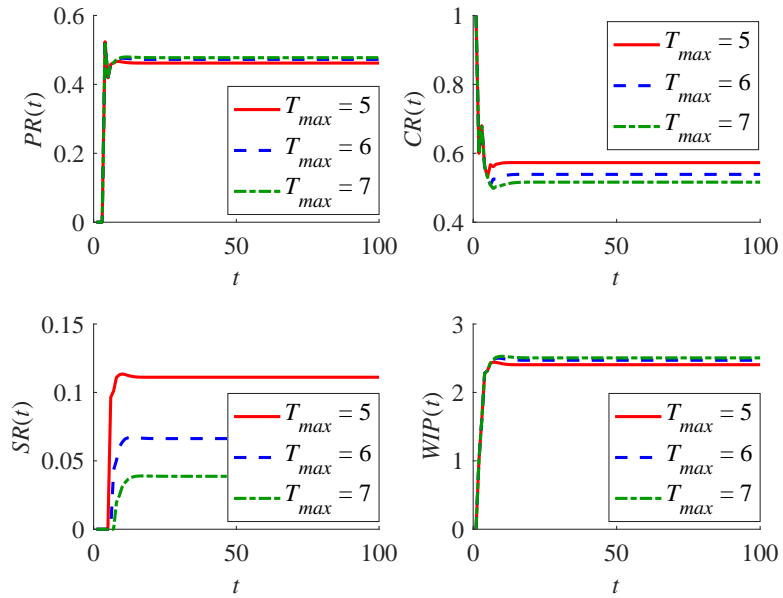 0.6
0.4
0.2
0
PR(t)
T_max = 5
T_max = 6
T_max = 7
0 50 100
t
1
0.8
0.6
0.4
CR(t)
T_max = 5
T_max = 6
T_max = 7
0 50 100
t
0.15
0.1
0.05
0
SR(t)
T_max = 5
T_max = 6
T_max = 7
0 50 100
t
3
2
1
0
WIP(t)
T_max = 5
T_max = 6
T_max = 7
0 50 100
t